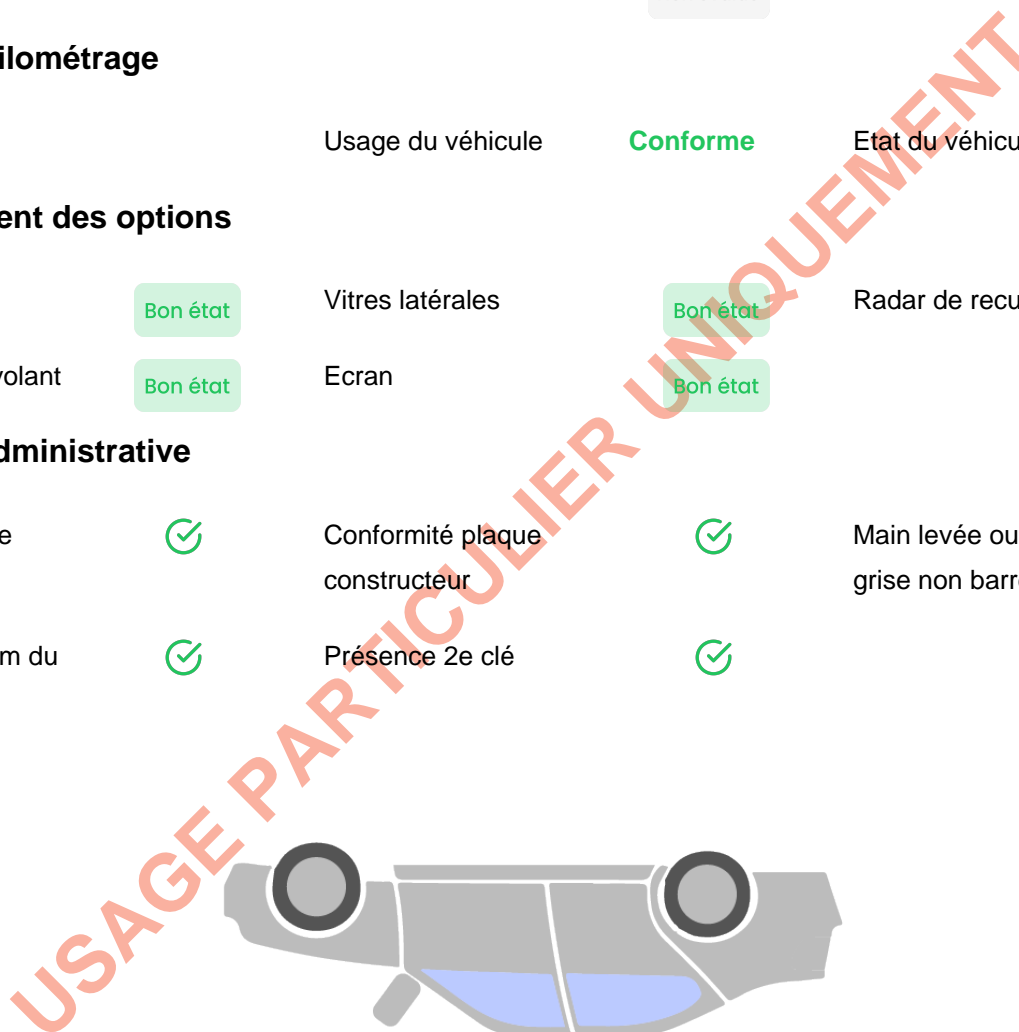 ilométrage
Usage du véhicule Conforme Etat du véhicu
ent des options
Bon état Vitres latérales Bon état Radar de recu
volant Bon état Ecran Bon état
dministrative
e Conformité plaque Main levée ou
constructeur grise non barr
m du Présence 2e clé
USAGE PARTICULIER UNIQUEMENT